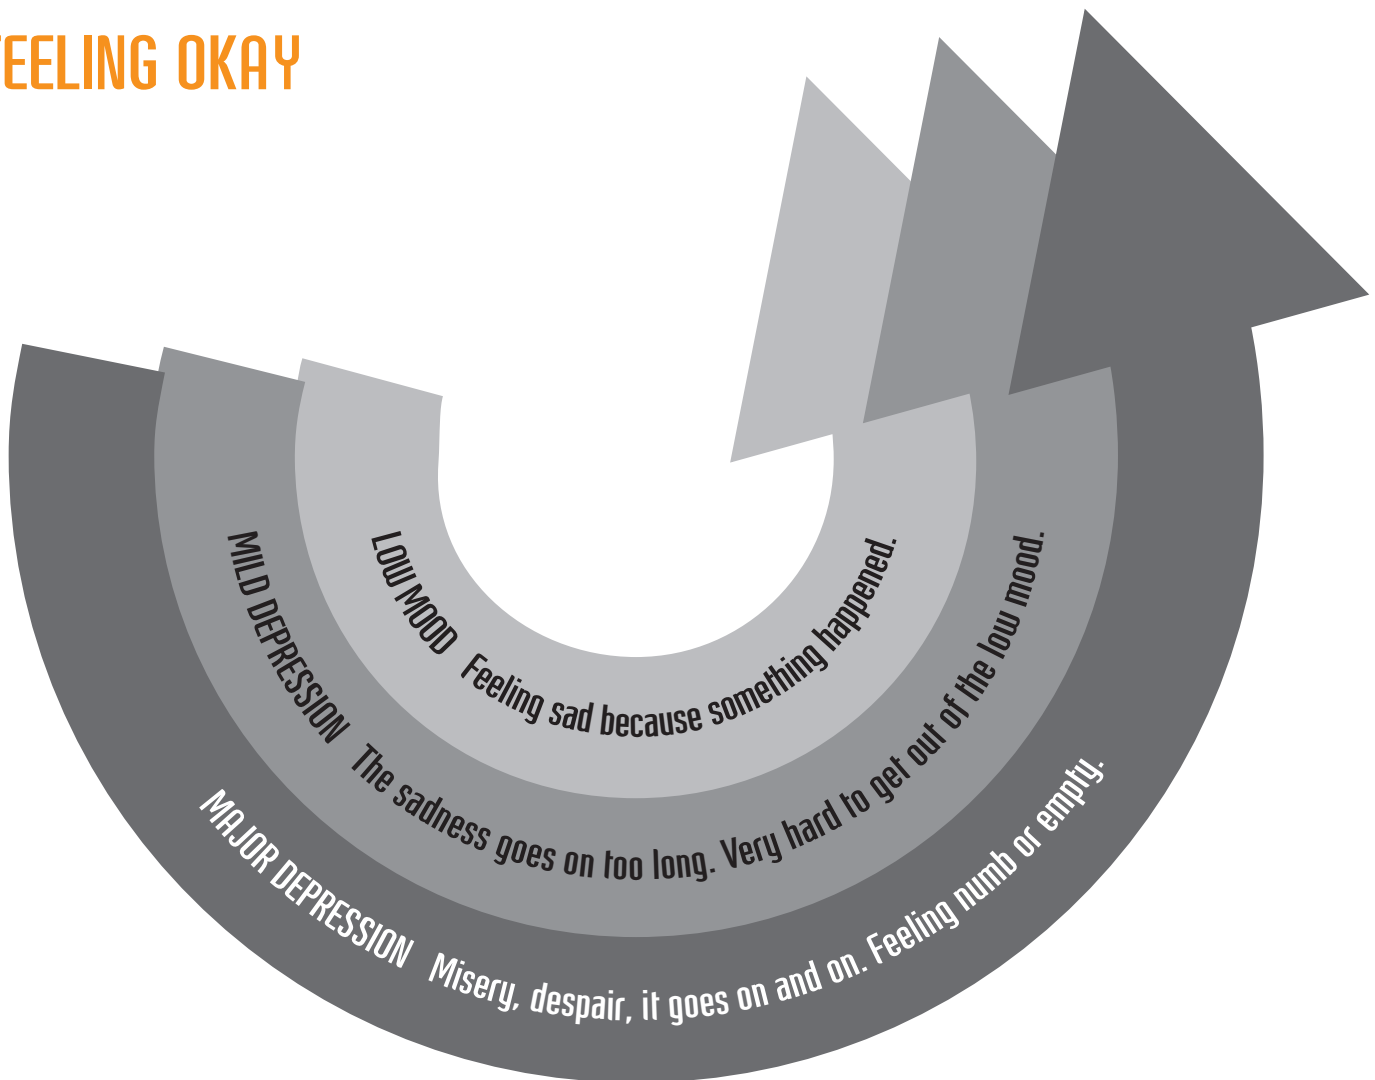 FEELING OKAY
LOW MOOD Feeling sad because something happened.
MILD DEPRESSION The sadness goes on too long. Very hard to get out of the low mood.
MAJOR DEPRESSION Misery, despair, it goes on and on. Feeling numb or empty.